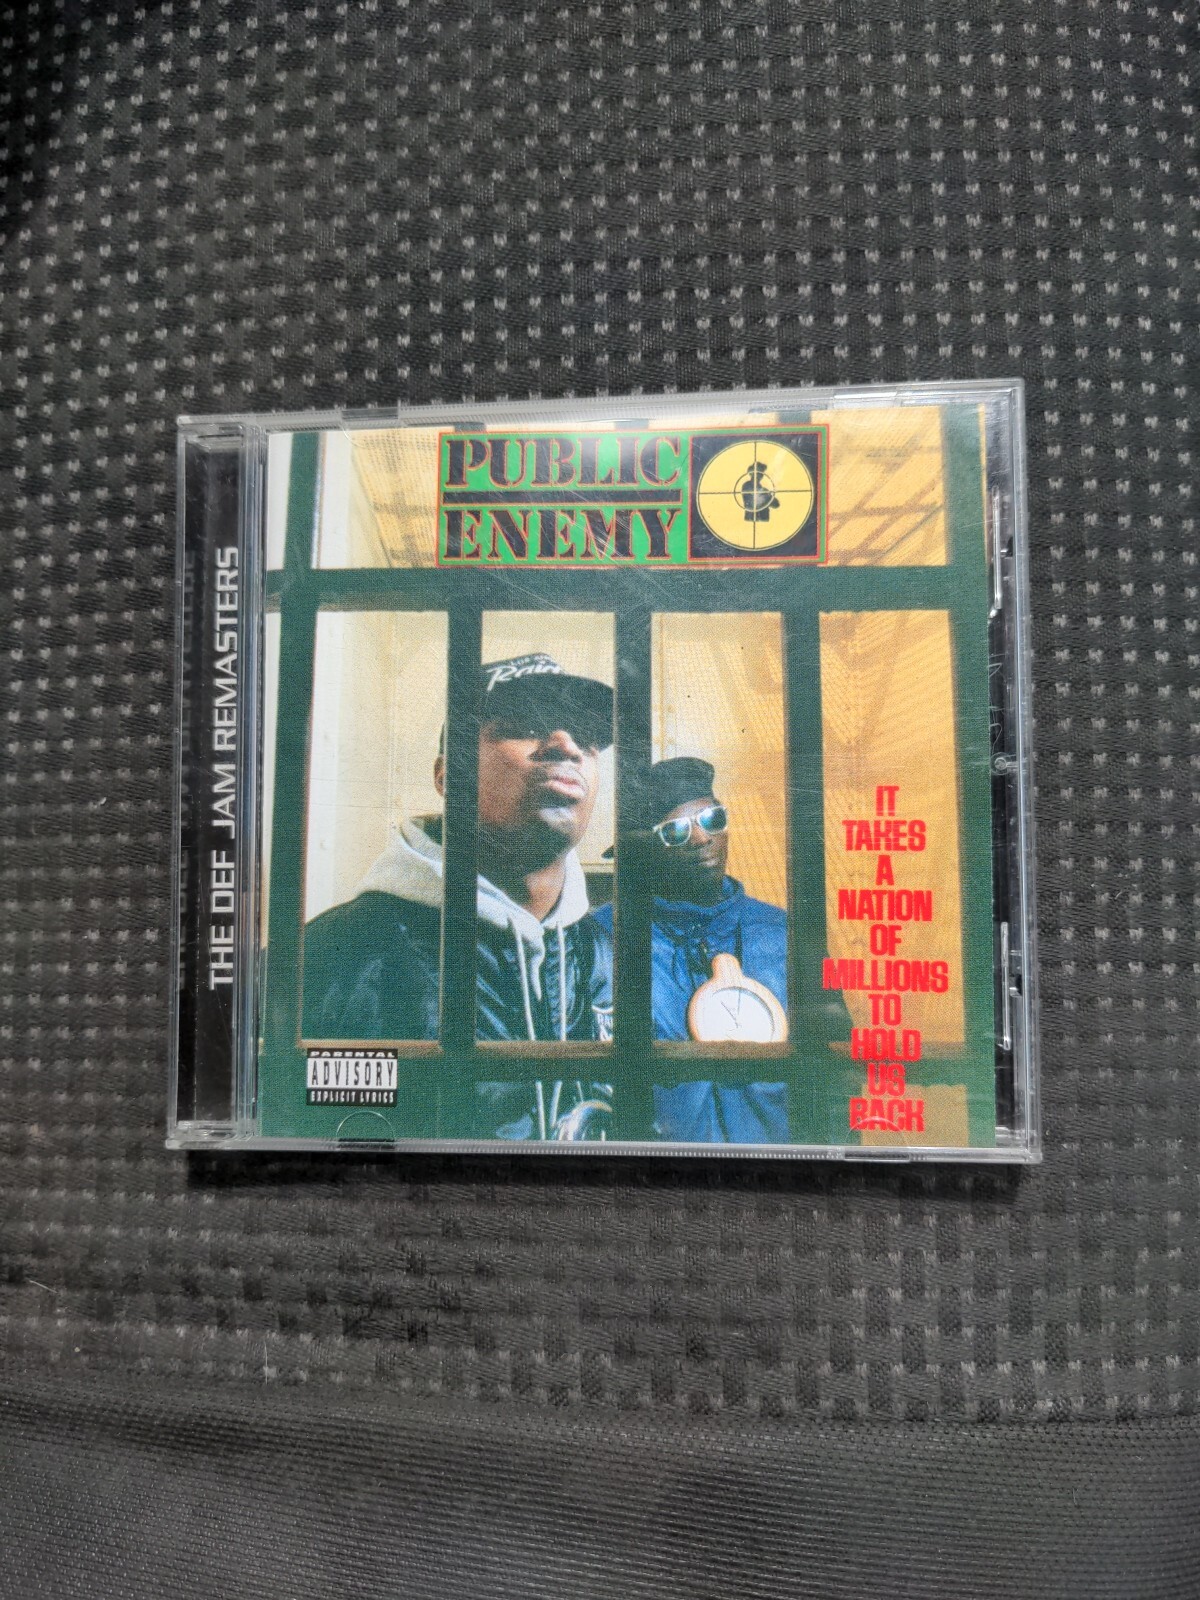 THE DEF JAM REMASTERS
PUBLIC
ENEMY
IT
TAKES
A
NATION
OF
MILLIONS
TO
HOLD
US
BACK
PARENTAL
ADVISORY
EXPLICIT LYRICS